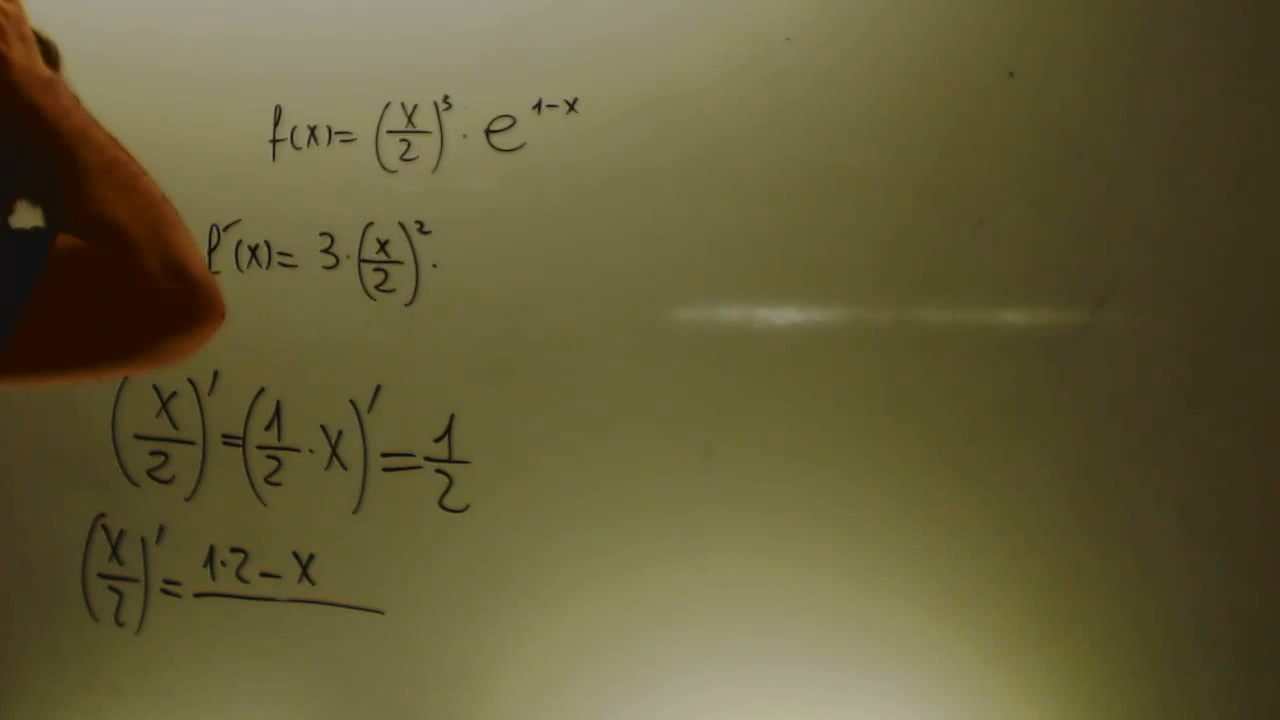 f(x)= (x/2)³ · e^(1-x)
f'(x)= 3·(x/2)²·
(x/2)' = (1/2 · x)' = 1/2
(x/2)' = 1·2-x